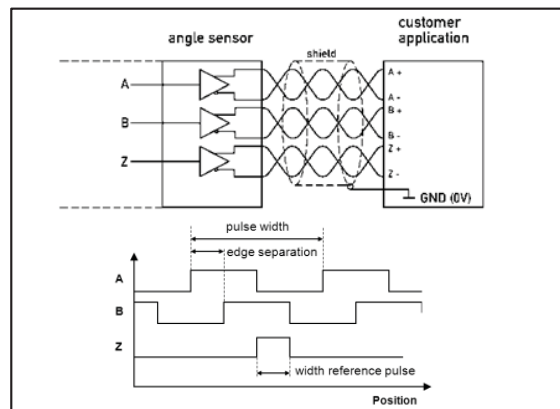 customer
application
angle sensor
shield
A
A +
A -
B
B +
B -
Z
Z +
Z -
GND (0V)
pulse width
edge separation
A
B
Z
width reference pulse
Position